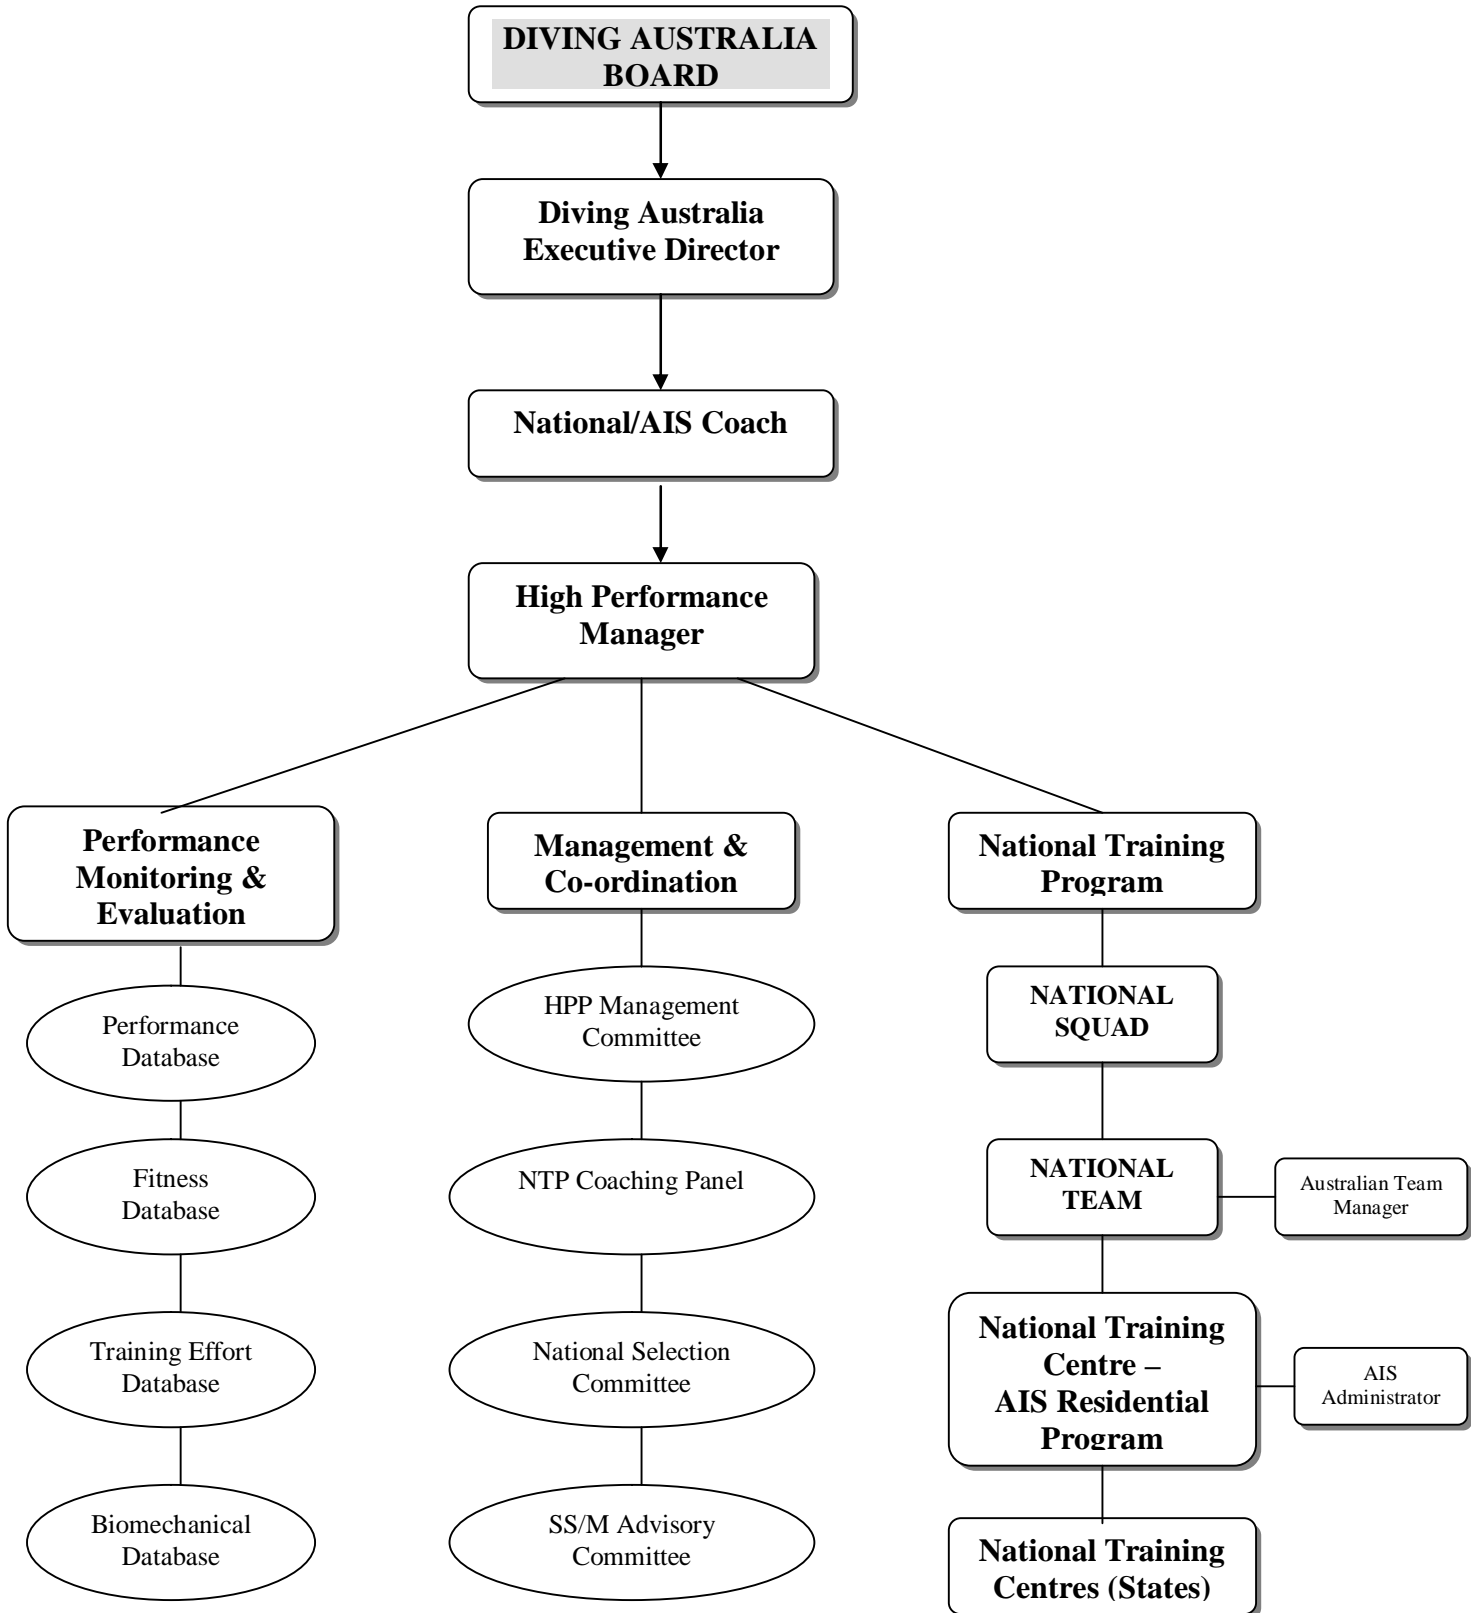 DIVING AUSTRALIA
BOARD
Diving Australia
Executive Director
National/AIS Coach
High Performance
Manager
Performance
Monitoring &
Evaluation
Management &
Co-ordination
National Training
Program
Performance
Database
HPP Management
Committee
NATIONAL
SQUAD
Fitness
Database
NTP Coaching Panel
NATIONAL
TEAM
Australian Team
Manager
Training Effort
Database
National Selection
Committee
National Training
Centre –
AIS Residential
Program
AIS
Administrator
Biomechanical
Database
SS/M Advisory
Committee
National Training
Centres (States)